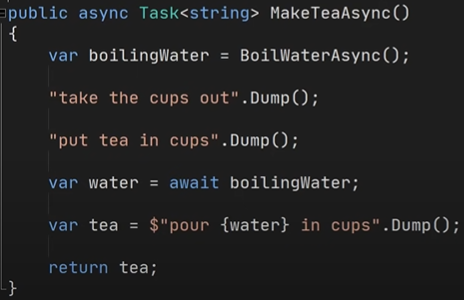 public async Task<string> MakeTeaAsync()
{
var boilingWater = BoilWaterAsync();
"take the cups out".Dump();
"put tea in cups".Dump();
var water = await boilingWater;
var tea = $"pour {water} in cups".Dump();
return tea;
}